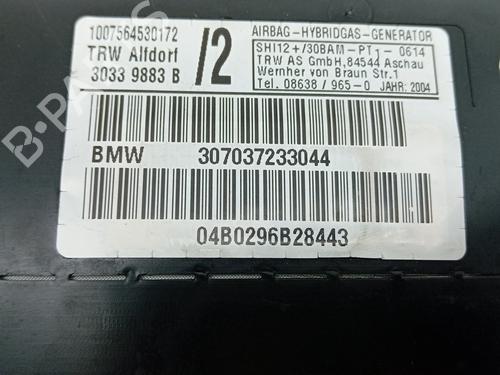 1007564530172
TRW Alfdorf
3033 9883 B
/2
AIRBAG-HYBRIDGAS-GENERATOR
SHI12+/30BAM-PT1-0614
TRW AS GmbH,84544 Aschau
Wernher von Braun Str.1
Tel. 08638/ 965-0 JAHR: 2004
BMW 307037233044
04B0296B28443
B-PARTS